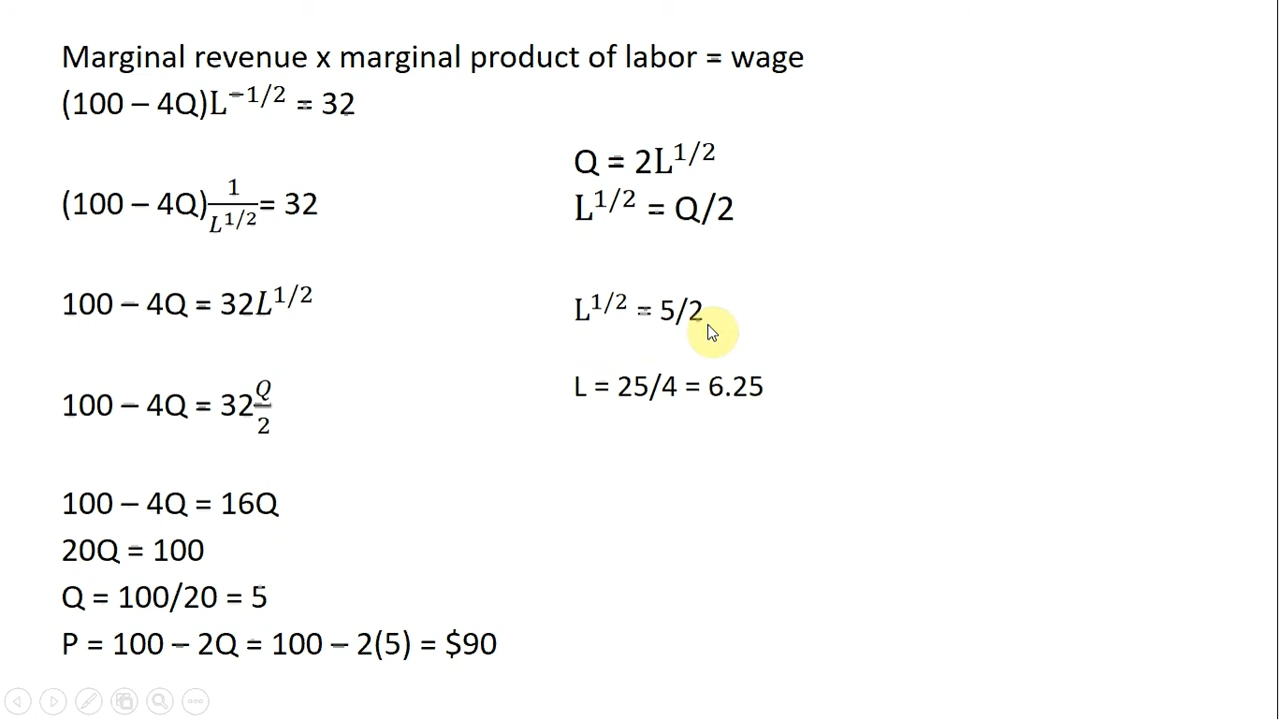 Marginal revenue x marginal product of labor = wage
(100 – 4Q)L^{−1/2} = 32
(100 – 4Q)\frac{1}{L^{1/2}} = 32
100 – 4Q = 32L^{1/2}
100 – 4Q = 32\frac{Q}{2}
100 – 4Q = 16Q
20Q = 100
Q = 100/20 = 5
P = 100 – 2Q = 100 – 2(5) = $90
Q = 2L^{1/2}
L^{1/2} = Q/2
L^{1/2} = 5/2
L = 25/4 = 6.25